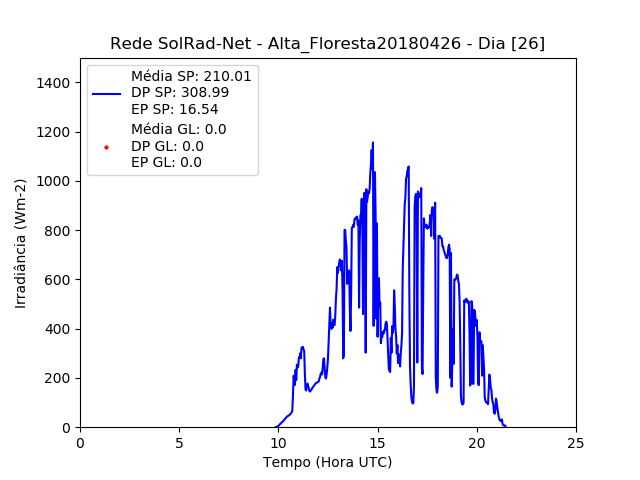 Rede SolRad-Net - Alta_Floresta20180426 - Dia [26]
Média SP: 210.01
DP SP: 308.99
EP SP: 16.54
Média GL: 0.0
DP GL: 0.0
EP GL: 0.0
1400
1200
1000
800
600
400
200
0
Irradiância (Wm-2)
0 5 10 15 20 25
Tempo (Hora UTC)